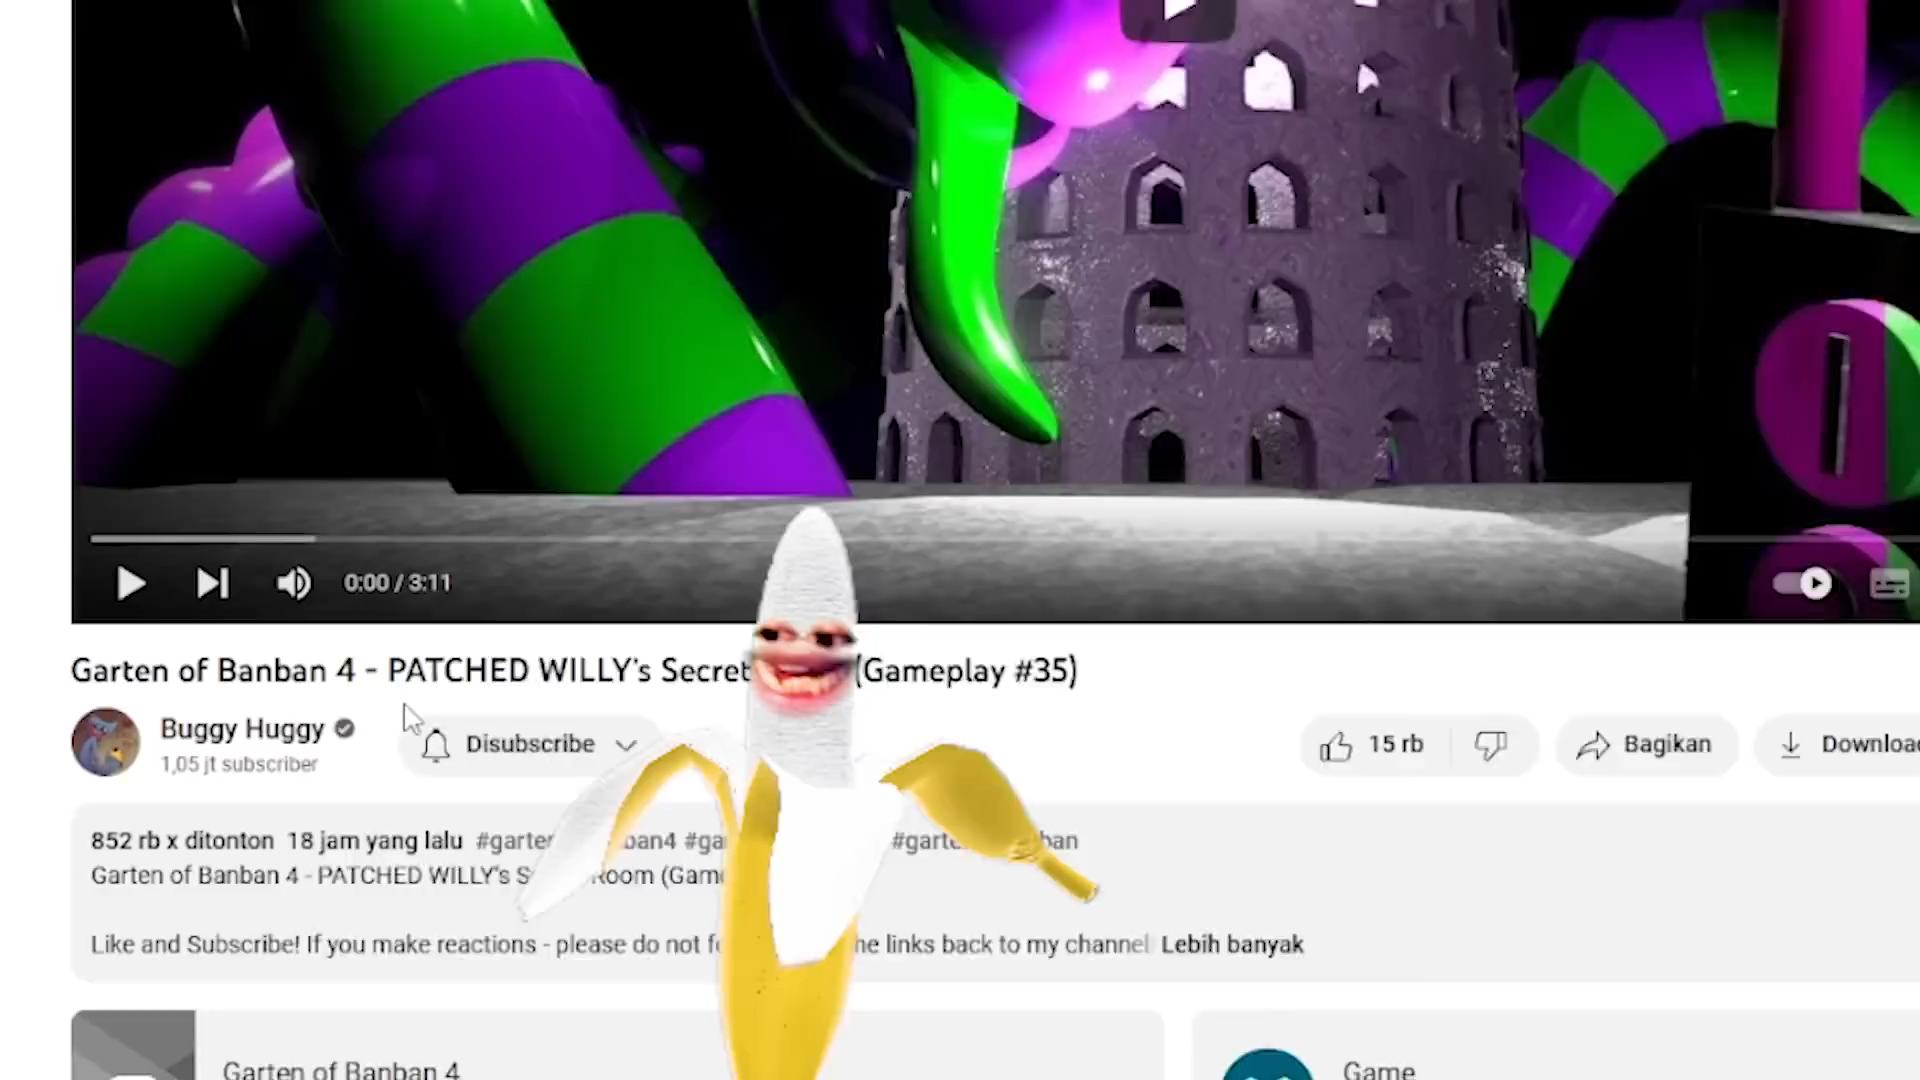 0:00 / 3:11
Garten of Banban 4 - PATCHED WILLY's Secret (Gameplay #35)
Buggy Huggy
1,05 jt subscriber
Disubscribe
15 rb
Bagikan
852 rb x ditonton 18 jam yang lalu
Garten of Banban 4 - PATCHED WILLY's
Like and Subscribe! If you make reactions - please do not links back to my channel Lebih banyak
Garten of Banban 4
Game